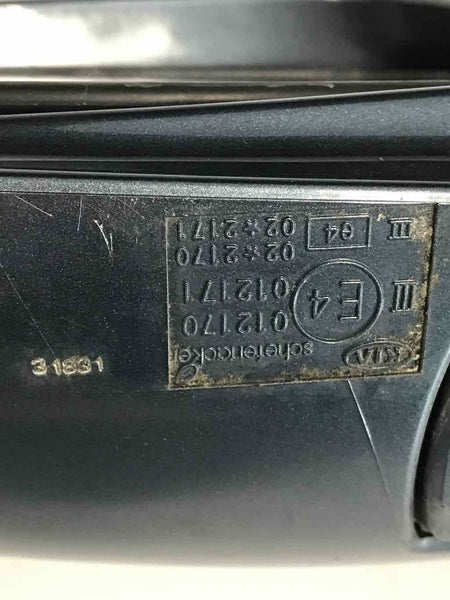 KIA schefenacker
III E4 012170
012171
III e4 02☆2170
02☆2171
31831